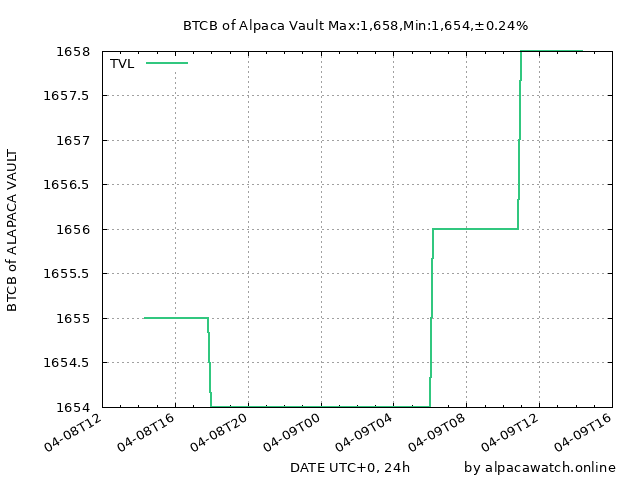 BTCB of Alpaca Vault Max:1,658,Min:1,654,±0.24%
TVL
1658
1657.5
1657
1656.5
1656
1655.5
1655
1654.5
1654
BTCB of ALAPACA VAULT
04-08T12
04-08T16
04-08T20
04-09T00
04-09T04
04-09T08
04-09T12
04-09T16
DATE UTC+0, 24h
by alpacawatch.online